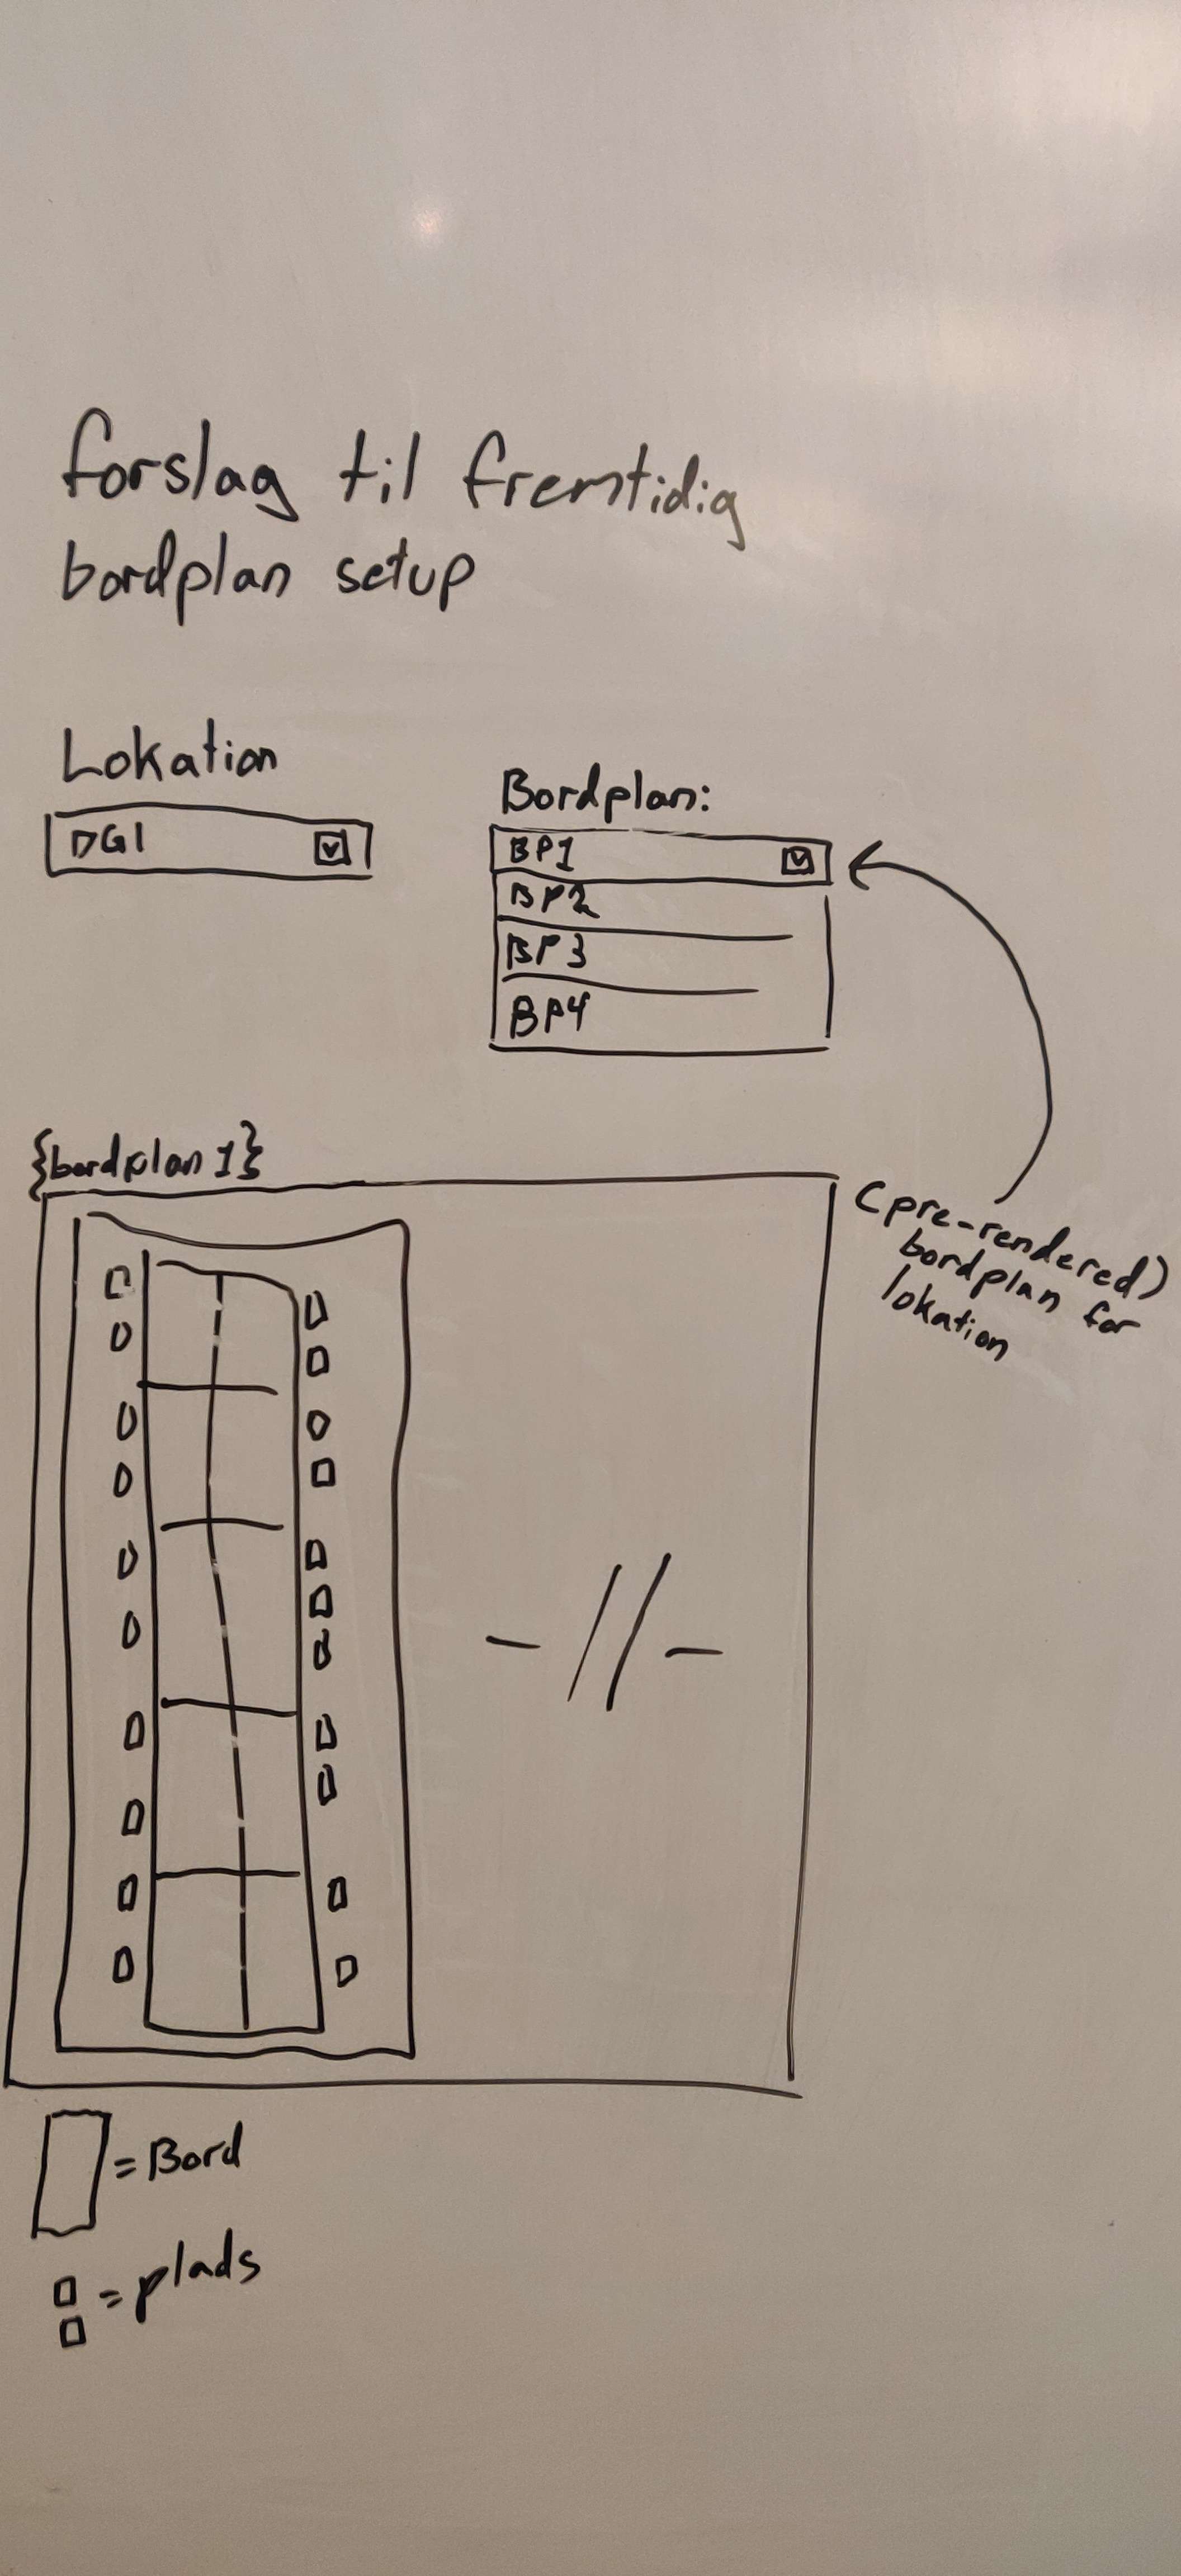 forslag til fremtidig
bordplan setup
Lokation
DGI
Bordplan:
BP1
BP2
BP3
BP4
{bordplan 1}
(pre-rendered)
bordplan for
lokation
-//-
= Bord
= plads